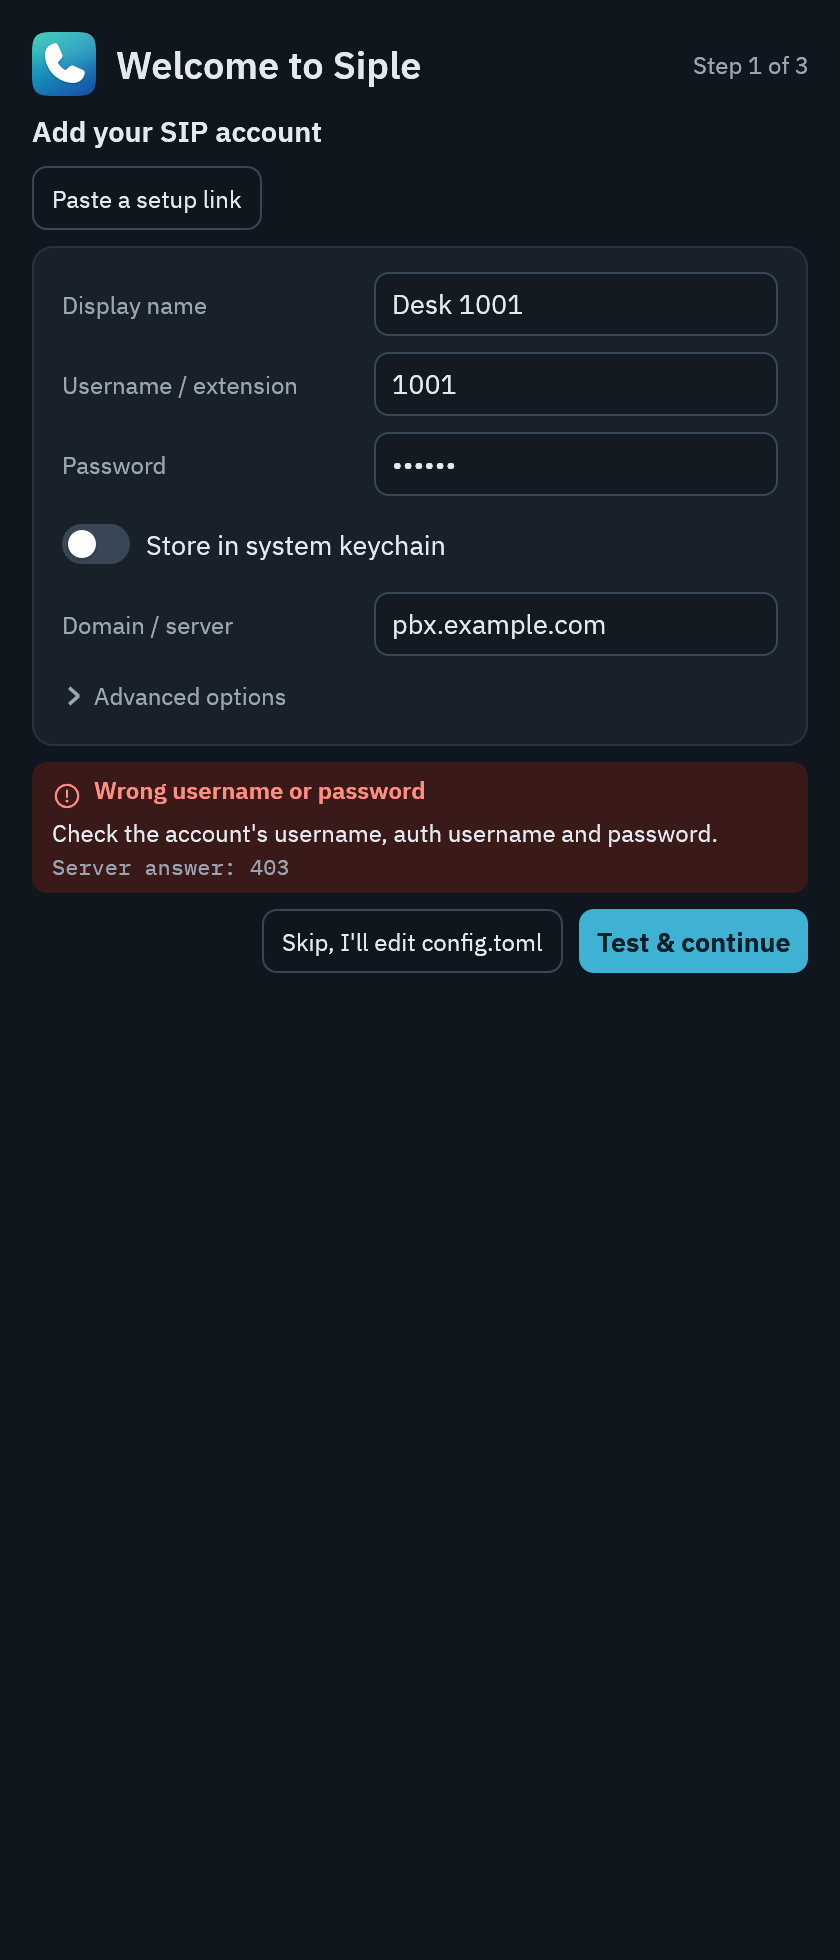 Welcome to Siple
Step 1 of 3
Add your SIP account
Paste a setup link
Display name
Desk 1001
Username / extension
1001
Password
••••••
Store in system keychain
Domain / server
pbx.example.com
Advanced options
Wrong username or password
Check the account's username, auth username and password.
Server answer: 403
Skip, I'll edit config.toml
Test & continue